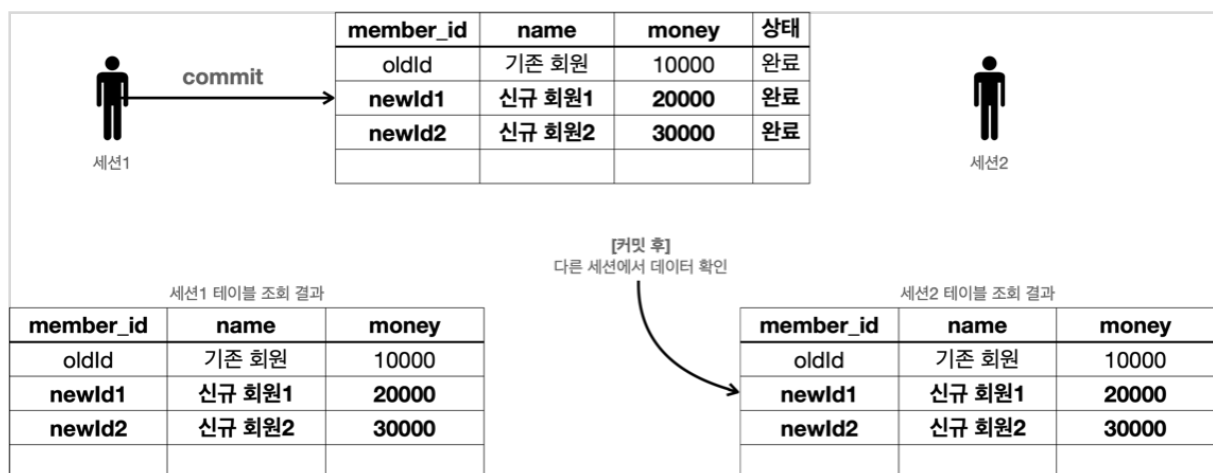 member_id name money 상태
oldId 기존 회원 10000 완료
newId1 신규 회원1 20000 완료
newId2 신규 회원2 30000 완료
commit
세션1
세션2
[커밋 후]
다른 세션에서 데이터 확인
세션1 테이블 조회 결과
member_id name money
oldId 기존 회원 10000
newId1 신규 회원1 20000
newId2 신규 회원2 30000
세션2 테이블 조회 결과
member_id name money
oldId 기존 회원 10000
newId1 신규 회원1 20000
newId2 신규 회원2 30000